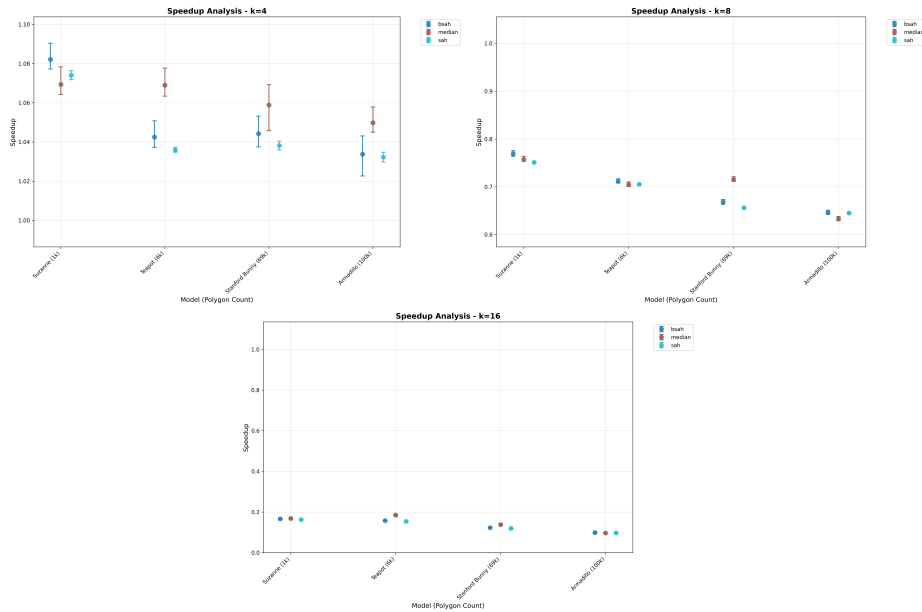 Speedup Analysis - k=4
bsah
median
sah
Speedup
1.10
1.08
1.06
1.04
1.02
1.00
Suzanne (1k)
Teapot (6k)
Stanford Bunny (69k)
Armadillo (100k)
Model (Polygon Count)
Speedup Analysis - k=8
bsah
median
sah
Speedup
1.0
0.9
0.8
0.7
0.6
Suzanne (1k)
Teapot (6k)
Stanford Bunny (69k)
Armadillo (100k)
Model (Polygon Count)
Speedup Analysis - k=16
bsah
median
sah
Speedup
1.0
0.8
0.6
0.4
0.2
0.0
Suzanne (1k)
Teapot (6k)
Stanford Bunny (69k)
Armadillo (100k)
Model (Polygon Count)